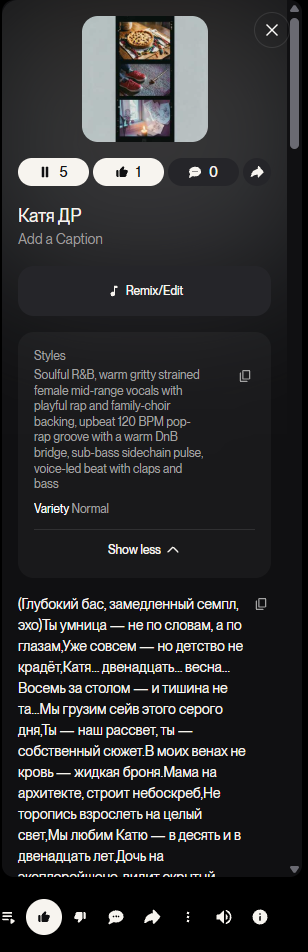 5
1
0
Катя ДР
Add a Caption
Remix/Edit
Styles
Soulful R&B, warm gritty strained
female mid-range vocals with
playful rap and family-choir
backing, upbeat 120 BPM pop-
rap groove with a warm DnB
bridge, sub-bass sidechain pulse,
voice-led beat with claps and
bass
Variety Normal
Show less
(Глубокий бас, замедленный семпл,
эхо)Ты умница — не по словам, а по
глазам,Уже совсем — но детство не
крадёт,Катя... двенадцать... весна...
Восемь за столом — и тишина не
та...Мы грузим сейв этого серого
дня,Ты — наш рассвет, ты —
собственный сюжет.В моих венах не
кровь — жидкая броня.Мама на
архитекте, строит небоскреб,Не
торопись взрослеть на целый
свет,Мы любим Катю — в десять и в
двенадцать лет.Дочь на
эксплорейшене, видит скрытый